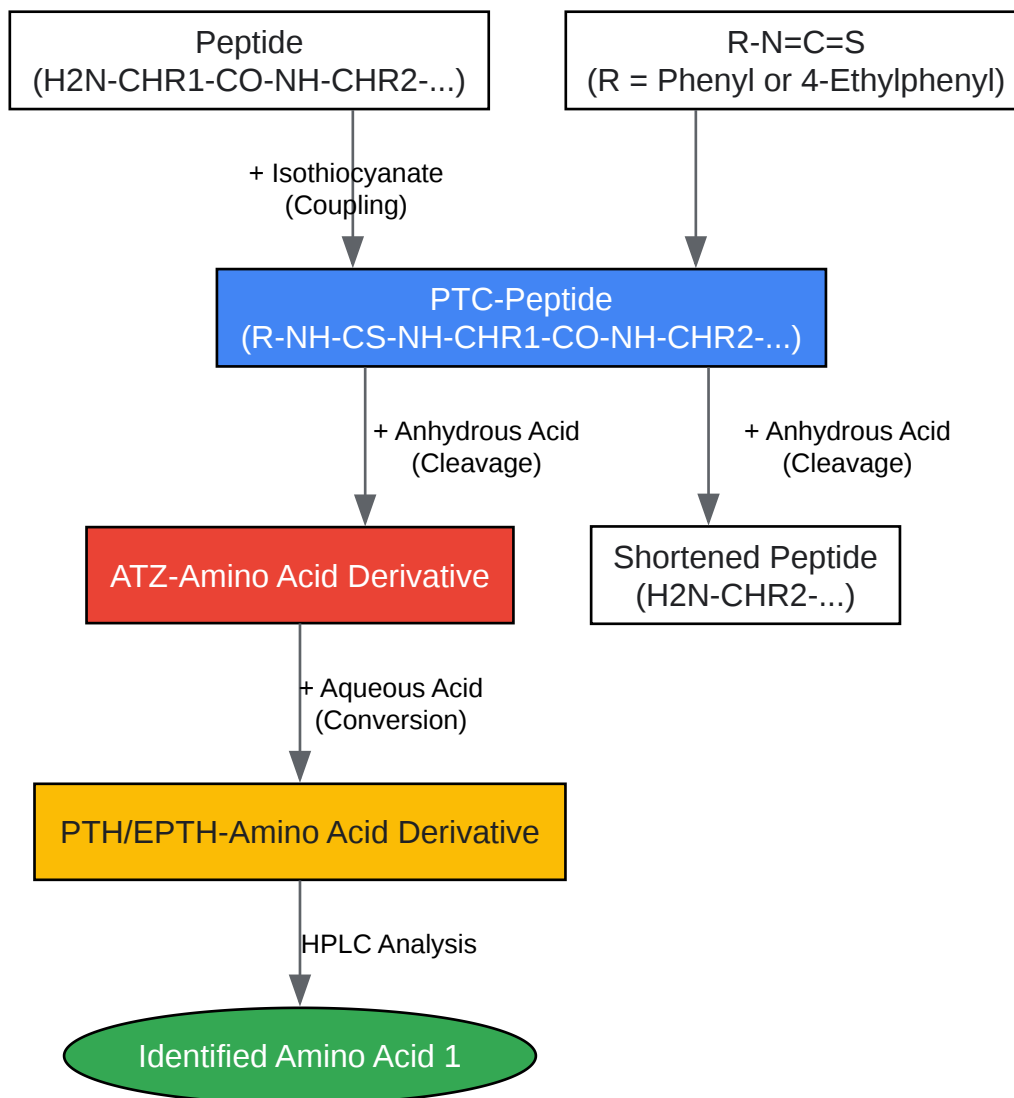 Peptide
(H2N-CHR1-CO-NH-CHR2-...)
R-N=C=S
(R = Phenyl or 4-Ethylphenyl)
+ Isothiocyanate
(Coupling)
PTC-Peptide
(R-NH-CS-NH-CHR1-CO-NH-CHR2-...)
+ Anhydrous Acid
(Cleavage)
+ Anhydrous Acid
(Cleavage)
ATZ-Amino Acid Derivative
Shortened Peptide
(H2N-CHR2-...)
+ Aqueous Acid
(Conversion)
PTH/EPTH-Amino Acid Derivative
HPLC Analysis
Identified Amino Acid 1